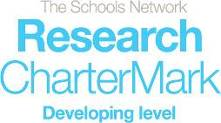 The Schools Network
Research
CharterMark
Developing level